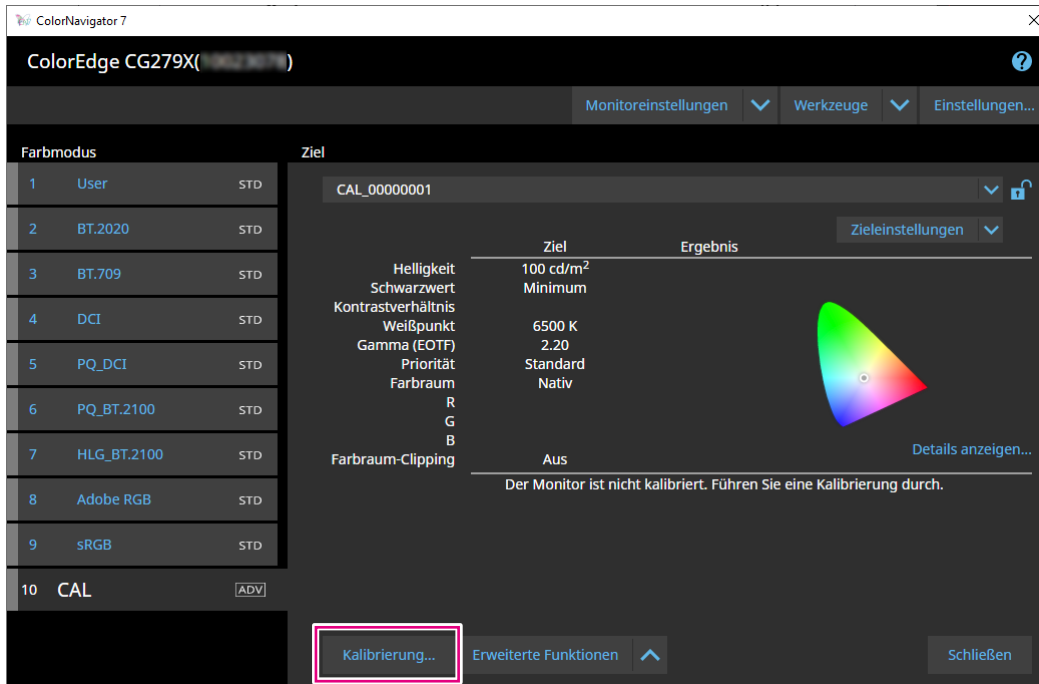 ColorNavigator 7
ColorEdge CG279X( )
Monitoreinstellungen Werkzeuge Einstellungen...
Farbmodus
Ziel
1 User STD
2 BT.2020 STD
3 BT.709 STD
4 DCI STD
5 PQ_DCI STD
6 PQ_BT.2100 STD
7 HLG_BT.2100 STD
8 Adobe RGB STD
9 sRGB STD
10 CAL ADV
CAL_00000001
Zieleinstellungen
Ziel Ergebnis
Helligkeit 100 cd/m²
Schwarzwert Minimum
Kontrastverhältnis
Weißpunkt 6500 K
Gamma (EOTF) 2.20
Priorität Standard
Farbraum Nativ
R
G
B
Farbraum-Clipping Aus
Details anzeigen...
Der Monitor ist nicht kalibriert. Führen Sie eine Kalibrierung durch.
Kalibrierung... Erweiterte Funktionen Schließen